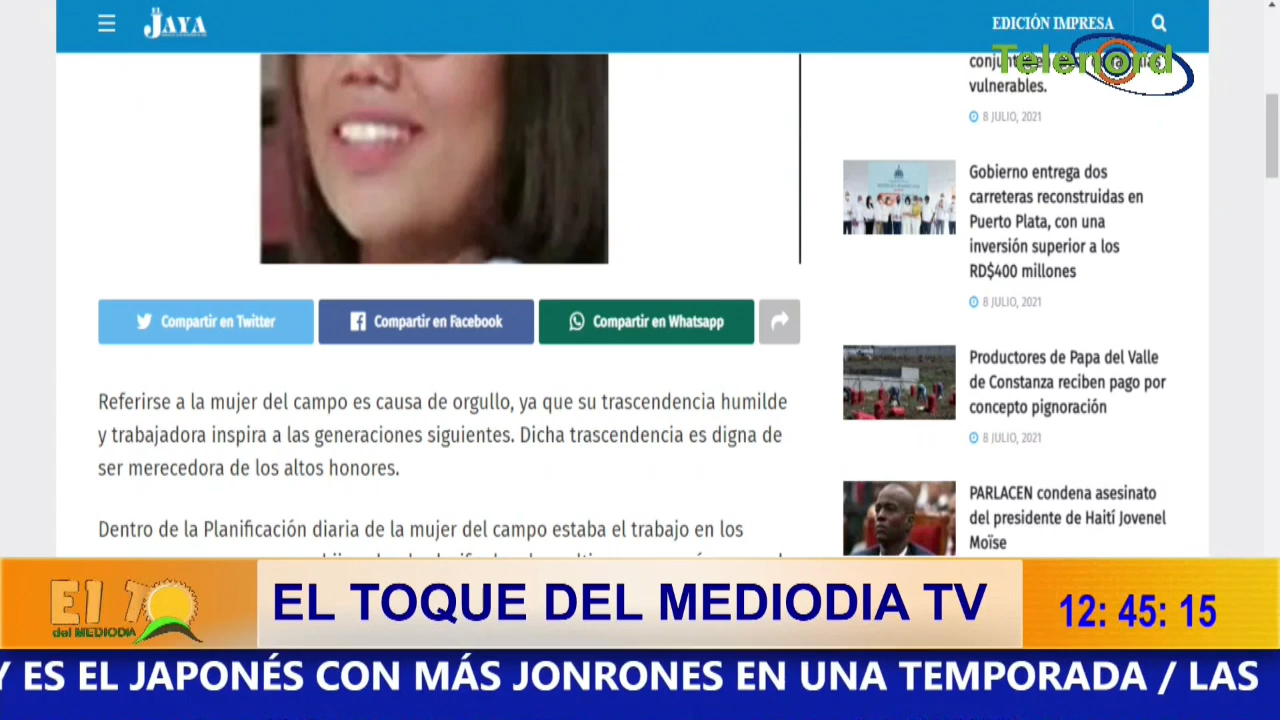 EL JAYA
EDICIÓN IMPRESA
Telenord
vulnerables.
8 JULIO, 2021
Gobierno entrega dos
carreteras reconstruidas en
Puerto Plata, con una
inversión superior a los
RD$400 millones
8 JULIO, 2021
Compartir en Twitter
Compartir en Facebook
Compartir en Whatsapp
Productores de Papa del Valle
de Constanza reciben pago por
concepto pignoración
8 JULIO, 2021
Referirse a la mujer del campo es causa de orgullo, ya que su trascendencia humilde
y trabajadora inspira a las generaciones siguientes. Dicha trascendencia es digna de
ser merecedora de los altos honores.
PARLACEN condena asesinato
del presidente de Haití Jovenel
Moïse
Dentro de la Planificación diaria de la mujer del campo estaba el trabajo en los
El T
del MEDIODIA
EL TOQUE DEL MEDIODIA TV
12: 45: 15
Y ES EL JAPONÉS CON MÁS JONRONES EN UNA TEMPORADA / LAS